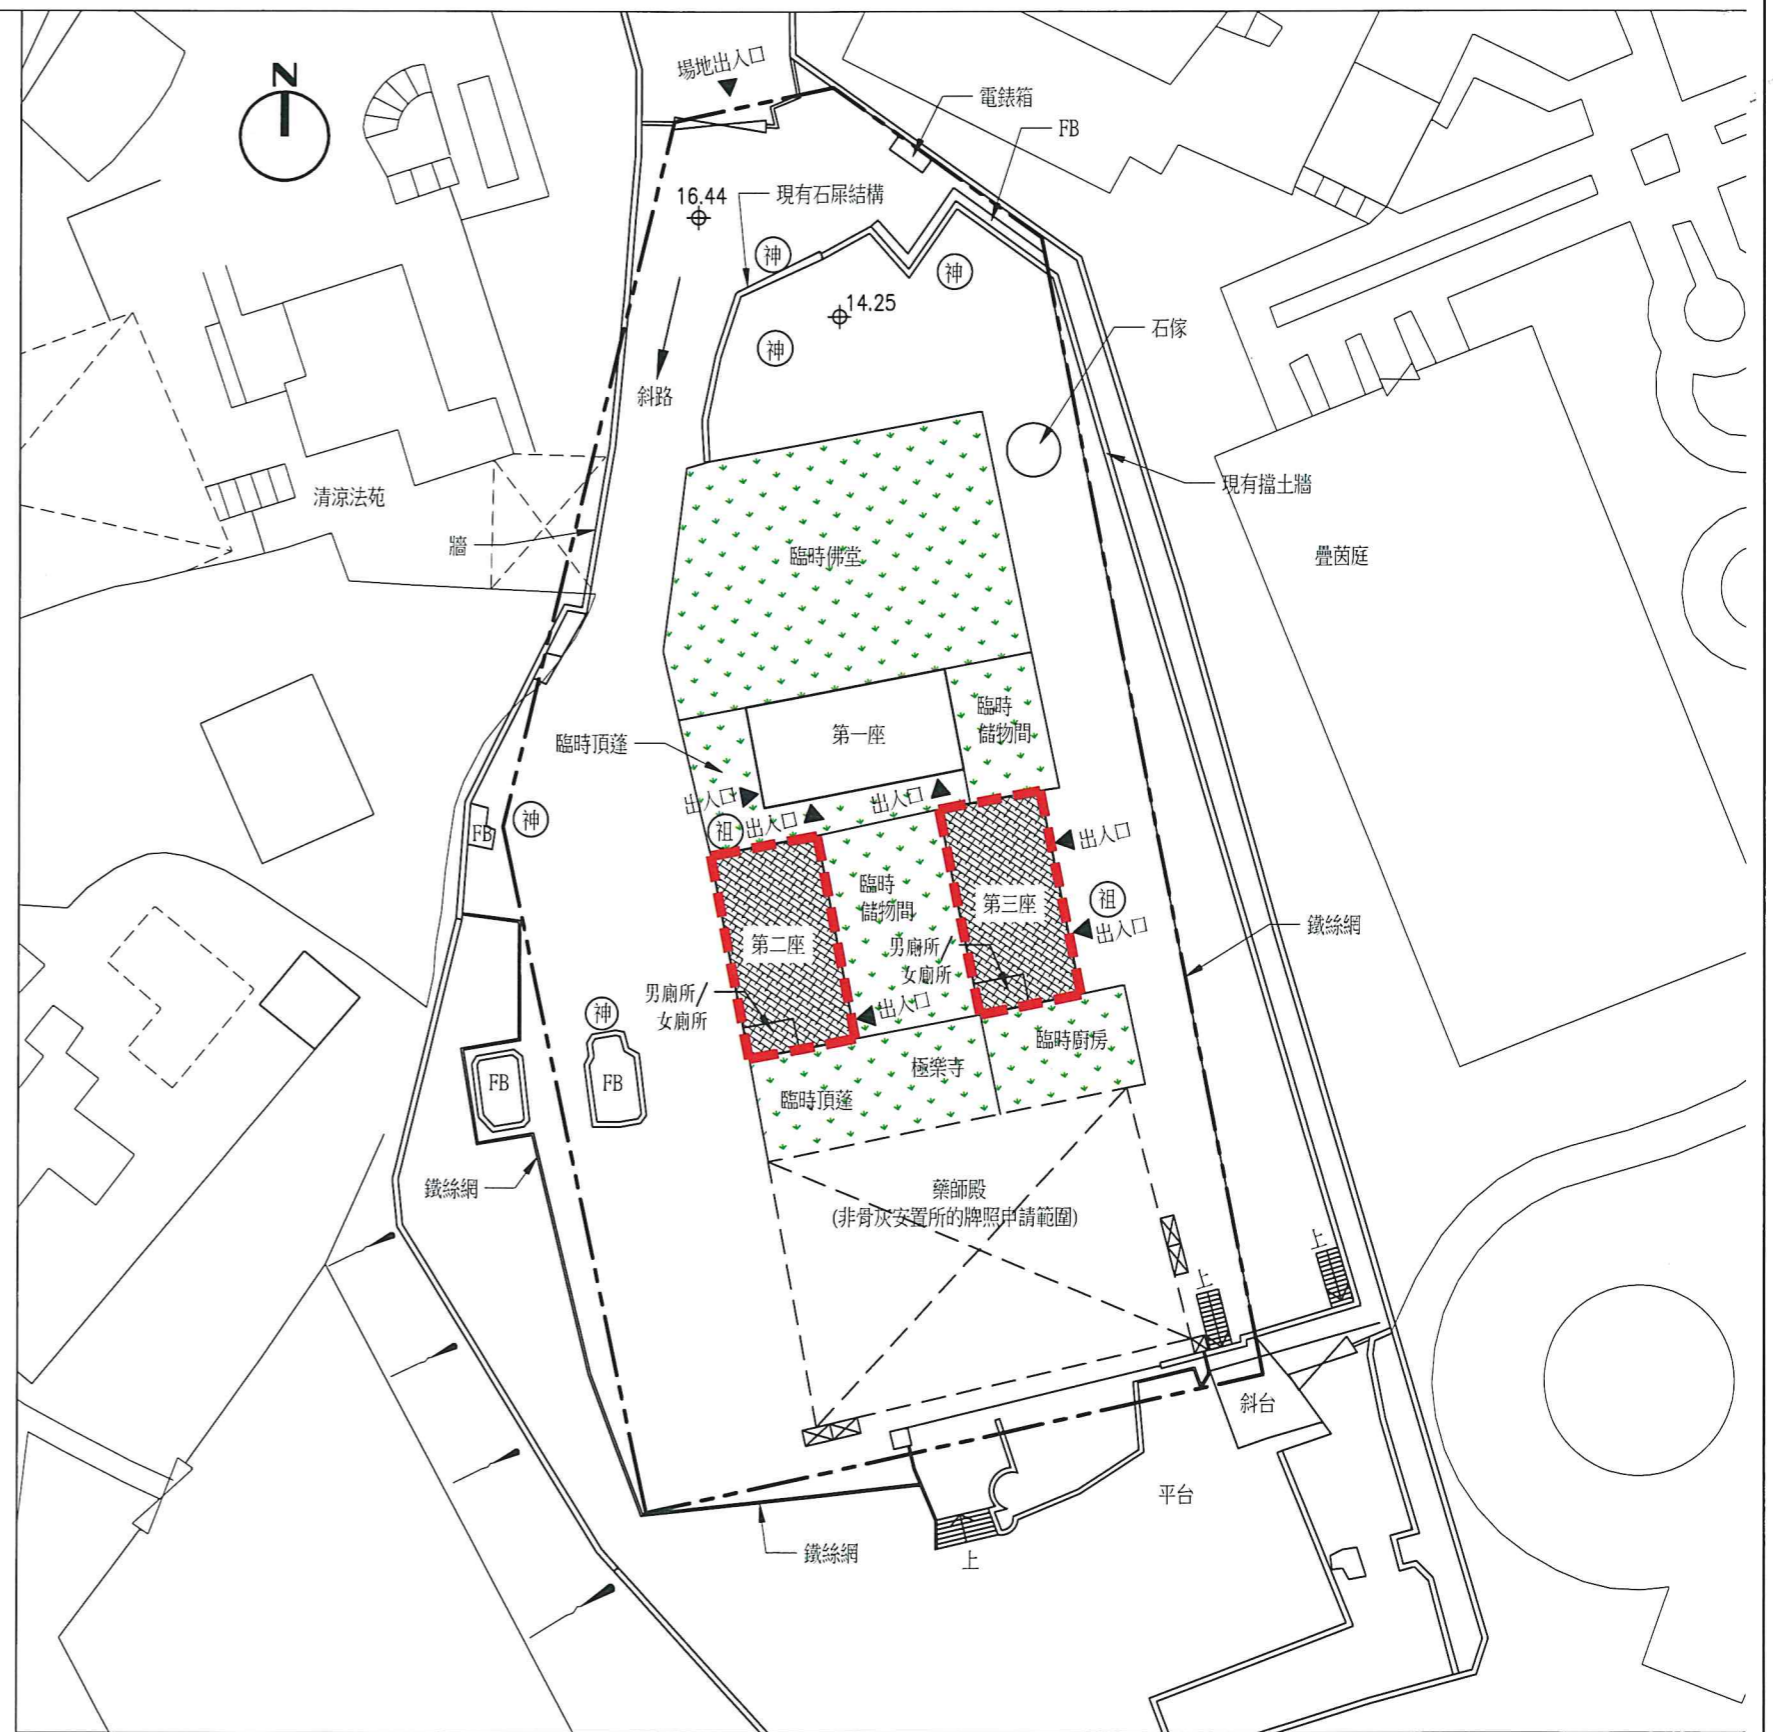 N
場地出入口
電錶箱
FB
16.44
現有石屎結構
神
神
14.25
神
石傢
斜路
清涼法苑
牆
現有擋土牆
臨時佛堂
疊茵庭
臨時
儲物間
第一座
臨時頂蓬
出入口
出入口
出入口
祖
神
FB
出入口
臨時
儲物間
第三座
祖
出入口
鐵絲網
第二座
男廁所/
女廁所
男廁所/
女廁所
出入口
神
臨時廚房
極樂寺
FB
FB
臨時頂蓬
鐵絲網
藥師殿
(非骨灰安置所的牌照申請範圍)
上
上
斜台
平台
鐵絲網
上